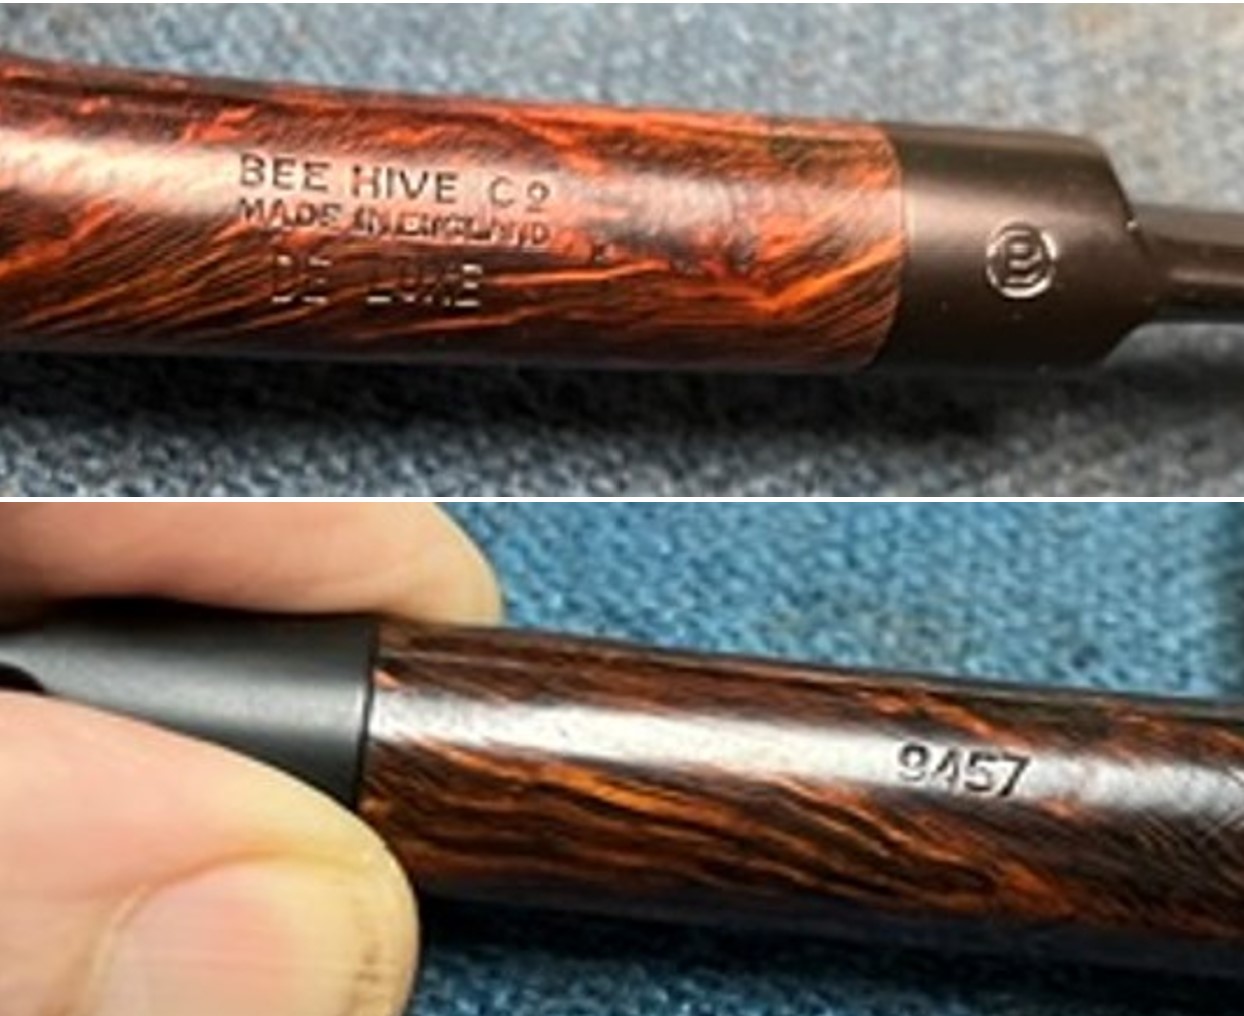 BEE HIVE Co
MADE IN ENGLAND
DE LUXE
B
9457